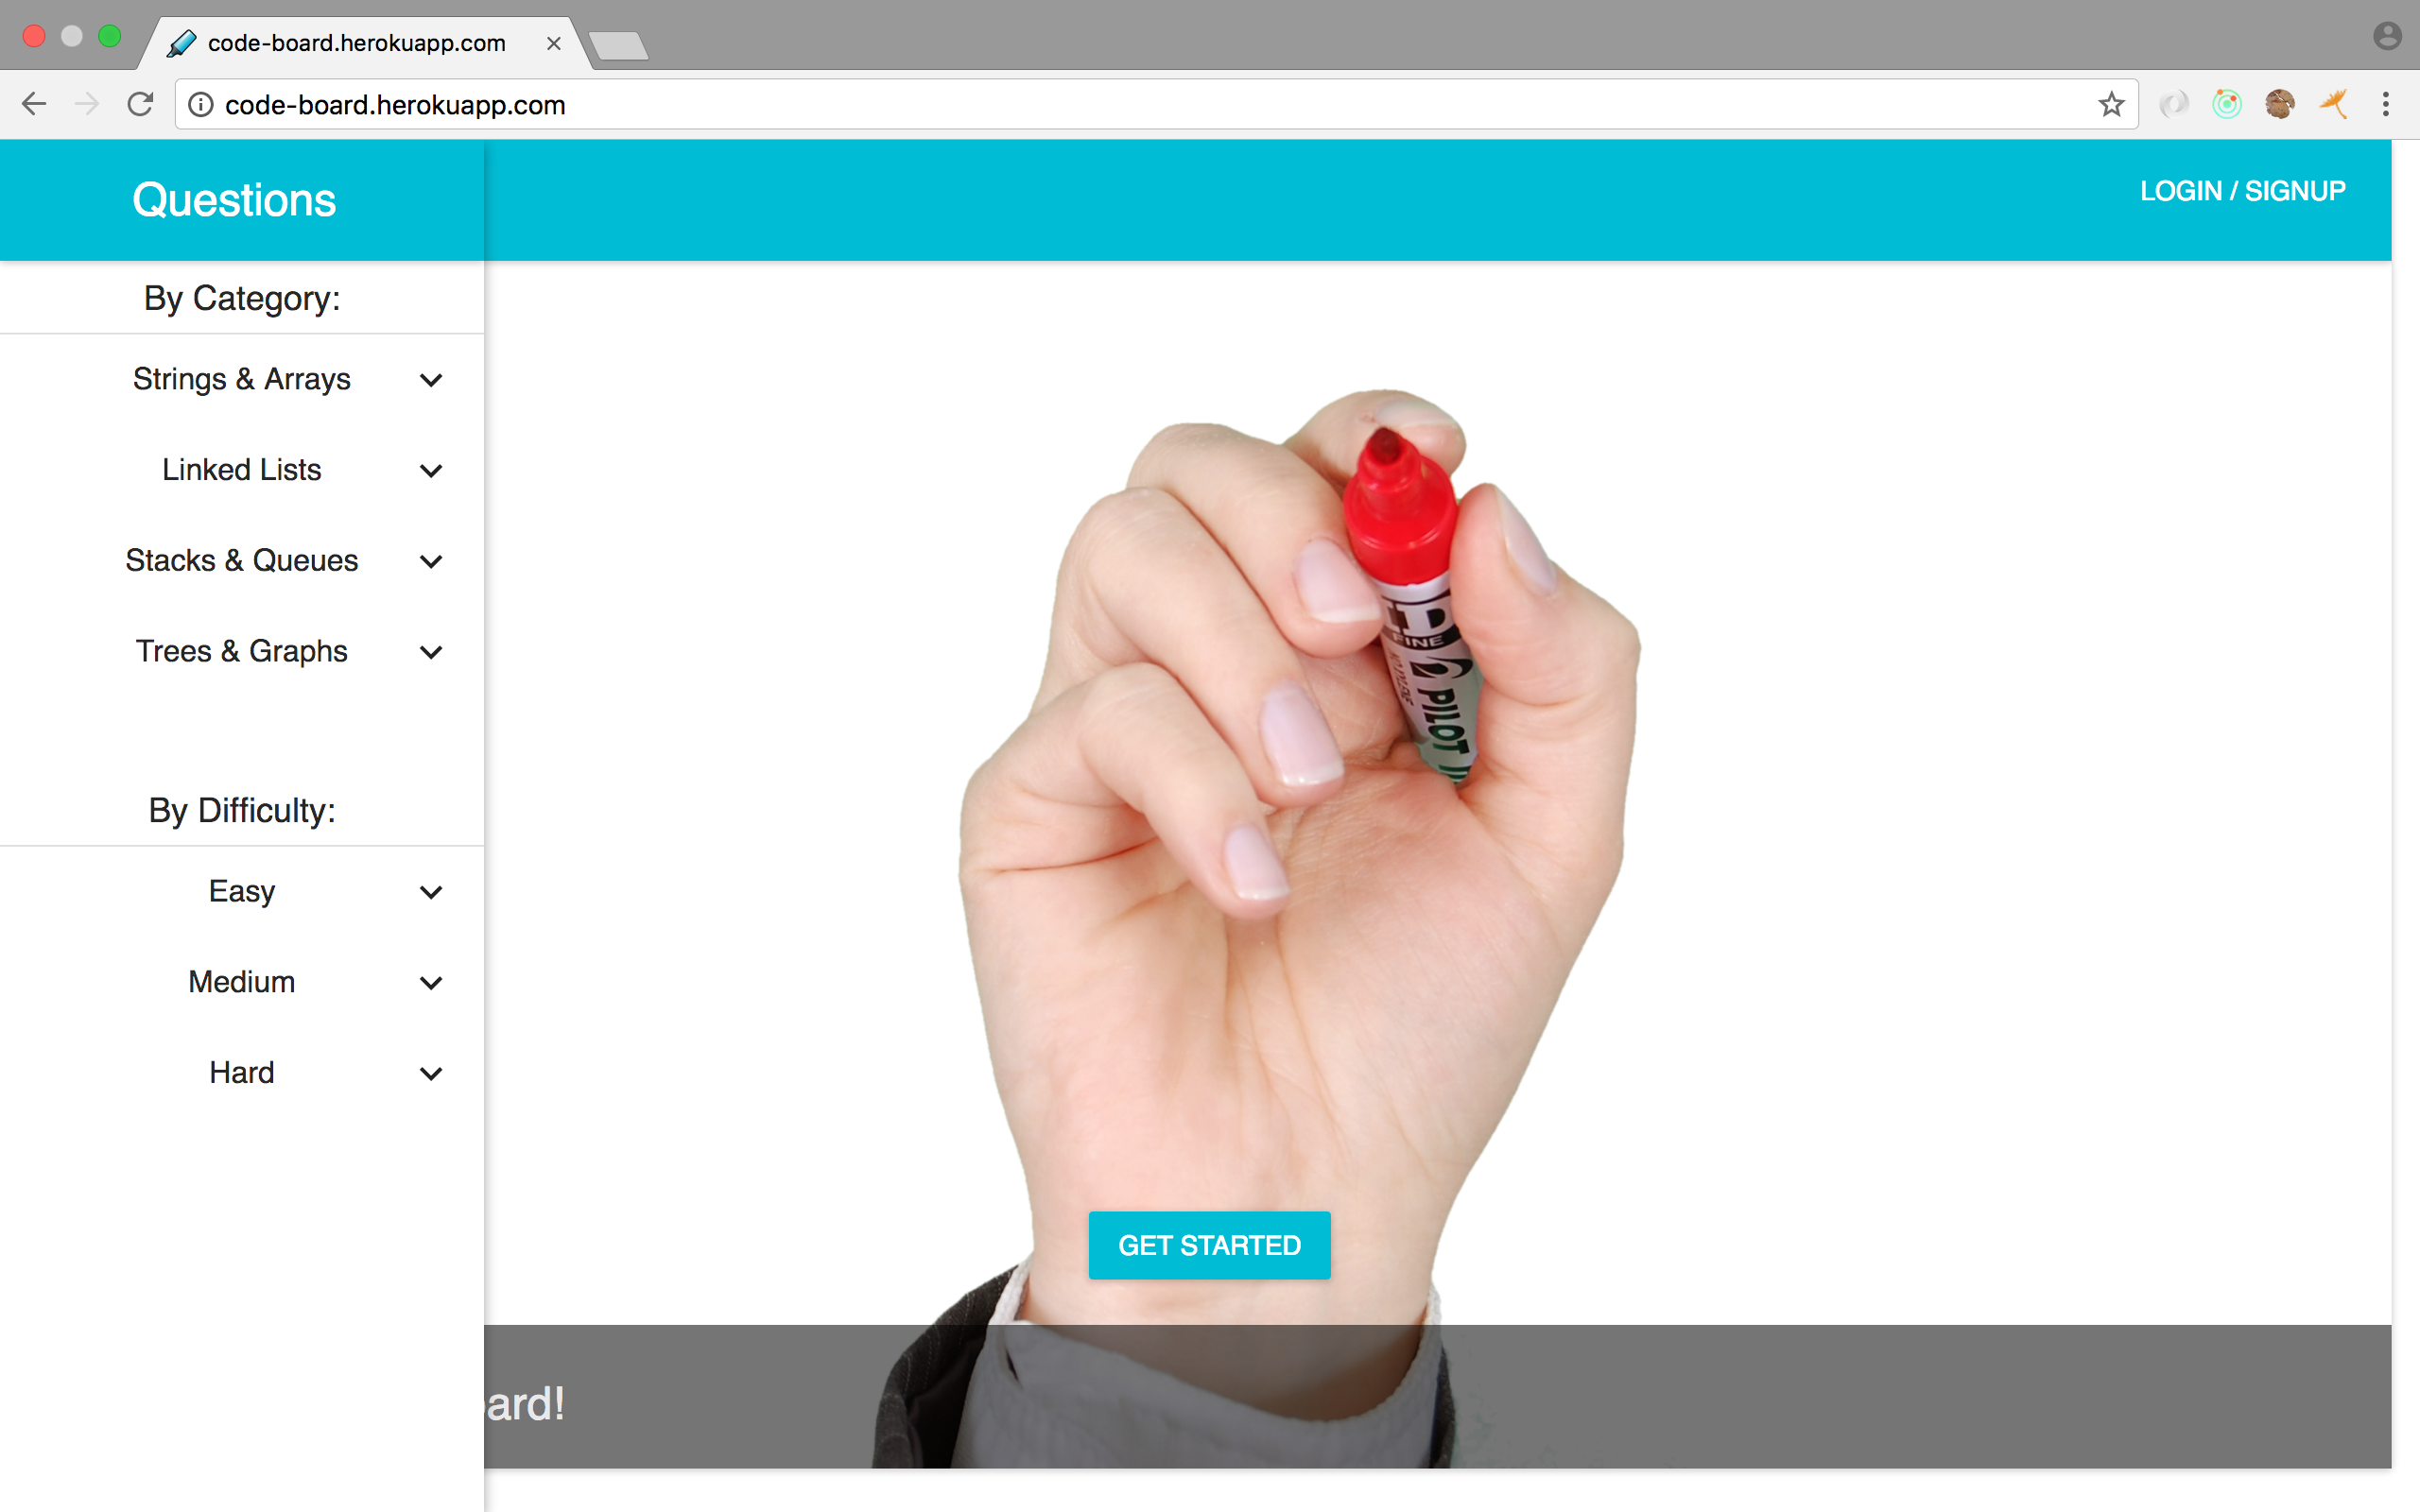 code-board.herokuapp.com
code-board.herokuapp.com
Questions
LOGIN / SIGNUP
By Category:
Strings & Arrays
Linked Lists
Stacks & Queues
Trees & Graphs
By Difficulty:
Easy
Medium
Hard
FINE
PILOT
GET STARTED
ard!